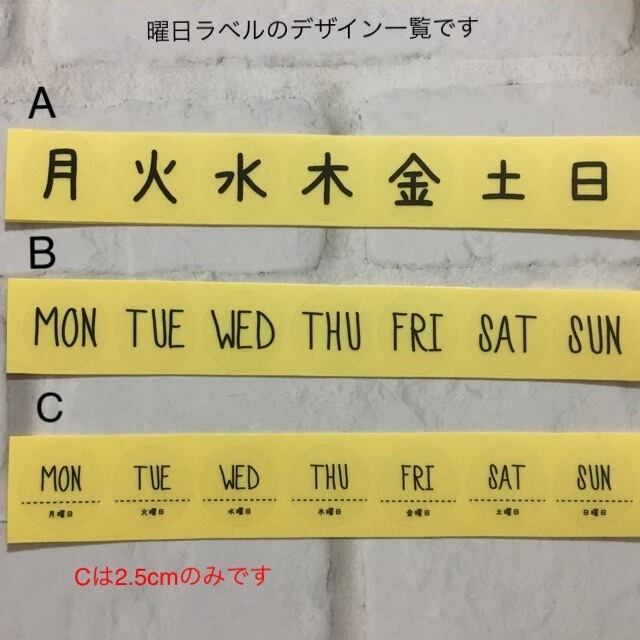 曜日ラベルのデザイン一覧です
A
月 火 水 木 金 土 日
B
MON TUE WED THU FRI SAT SUN
C
MON TUE WED THU FRI SAT SUN
月曜日 火曜日 水曜日 木曜日 金曜日 土曜日 日曜日
Cは2.5cmのみです